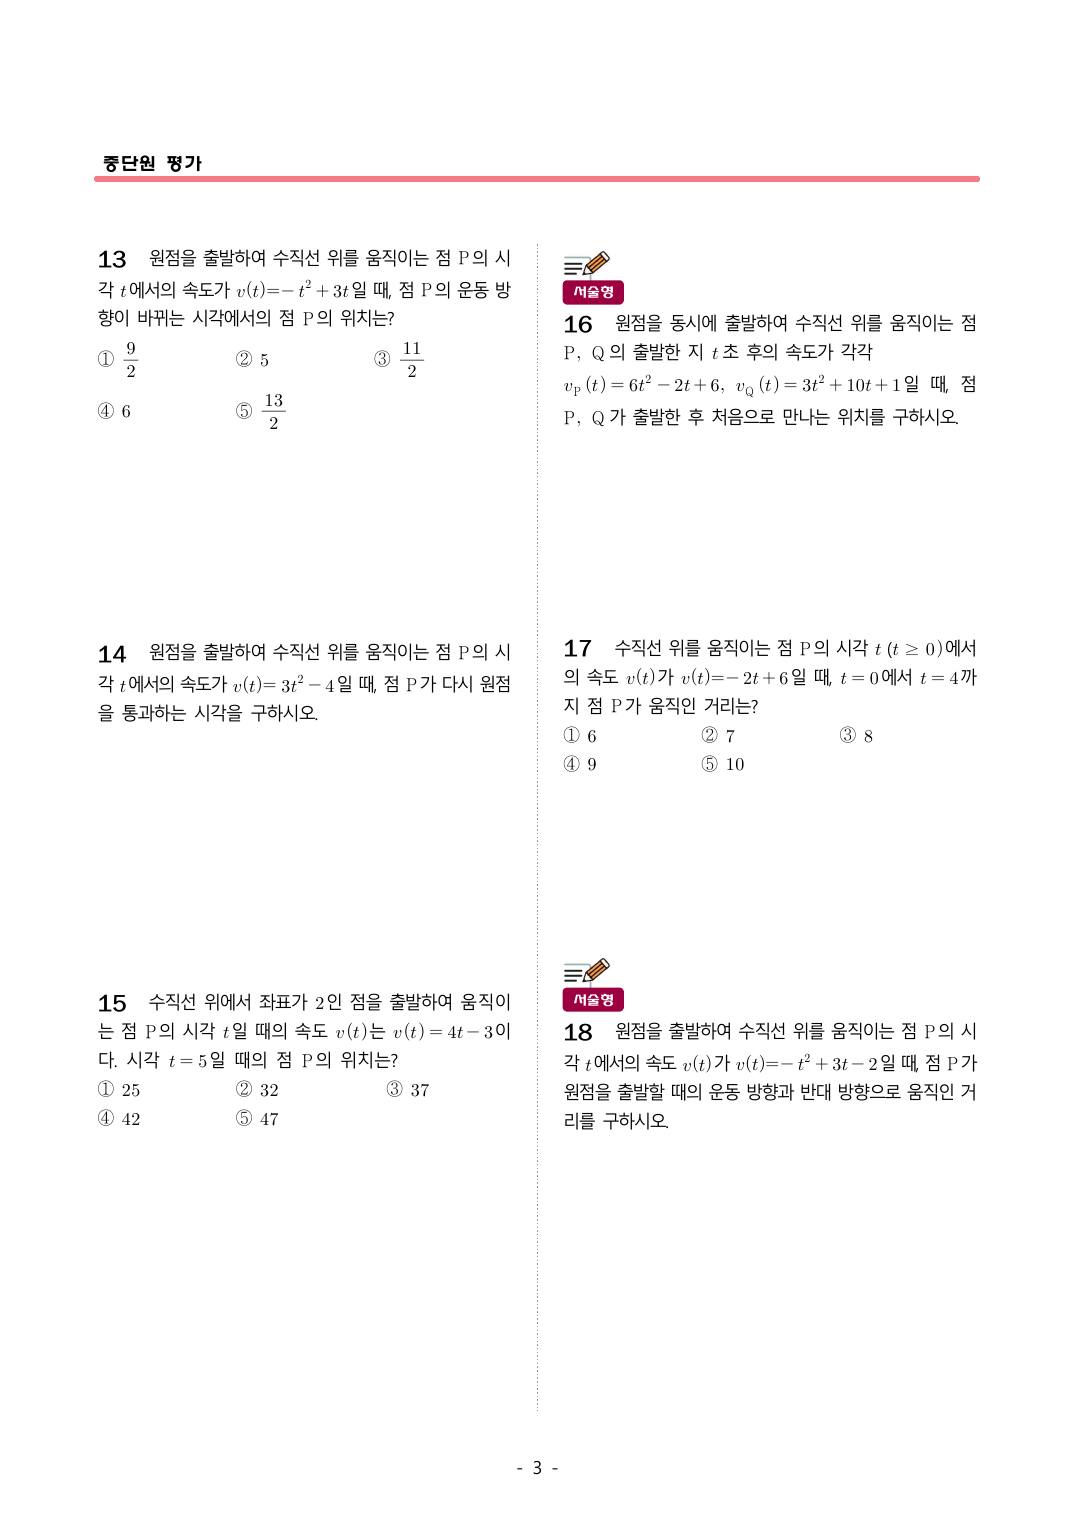 중단원 평가
13 원점을 출발하여 수직선 위를 움직이는 점 P의 시
각 t에서의 속도가 v(t)=−t²+3t일 때, 점 P의 운동 방
향이 바뀌는 시각에서의 점 P의 위치는?
① 9/2 ② 5 ③ 11/2
④ 6 ⑤ 13/2
14 원점을 출발하여 수직선 위를 움직이는 점 P의 시
각 t에서의 속도가 v(t)=3t²−4일 때, 점 P가 다시 원점
을 통과하는 시각을 구하시오.
15 수직선 위에서 좌표가 2인 점을 출발하여 움직이
는 점 P의 시각 t일 때의 속도 v(t)는 v(t)=4t−3이
다. 시각 t=5일 때의 점 P의 위치는?
① 25 ② 32 ③ 37
④ 42 ⑤ 47
서술형
16 원점을 동시에 출발하여 수직선 위를 움직이는 점
P, Q의 출발한 지 t초 후의 속도가 각각
v_P(t)=6t²−2t+6, v_Q(t)=3t²+10t+1일 때, 점
P, Q가 출발한 후 처음으로 만나는 위치를 구하시오.
17 수직선 위를 움직이는 점 P의 시각 t (t ≥ 0)에서
의 속도 v(t)가 v(t)=−2t+6일 때, t=0에서 t=4까
지 점 P가 움직인 거리는?
① 6 ② 7 ③ 8
④ 9 ⑤ 10
서술형
18 원점을 출발하여 수직선 위를 움직이는 점 P의 시
각 t에서의 속도 v(t)가 v(t)=−t²+3t−2일 때, 점 P가
원점을 출발할 때의 운동 방향과 반대 방향으로 움직인 거
리를 구하시오.
- 3 -